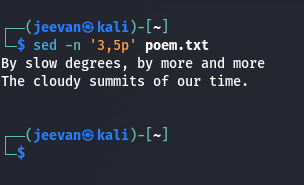 ┌──(jeevan㉿kali)-[~]
└─$ sed -n '3,5p' poem.txt
By slow degrees, by more and more
The cloudy summits of our time.
┌──(jeevan㉿kali)-[~]
└─$